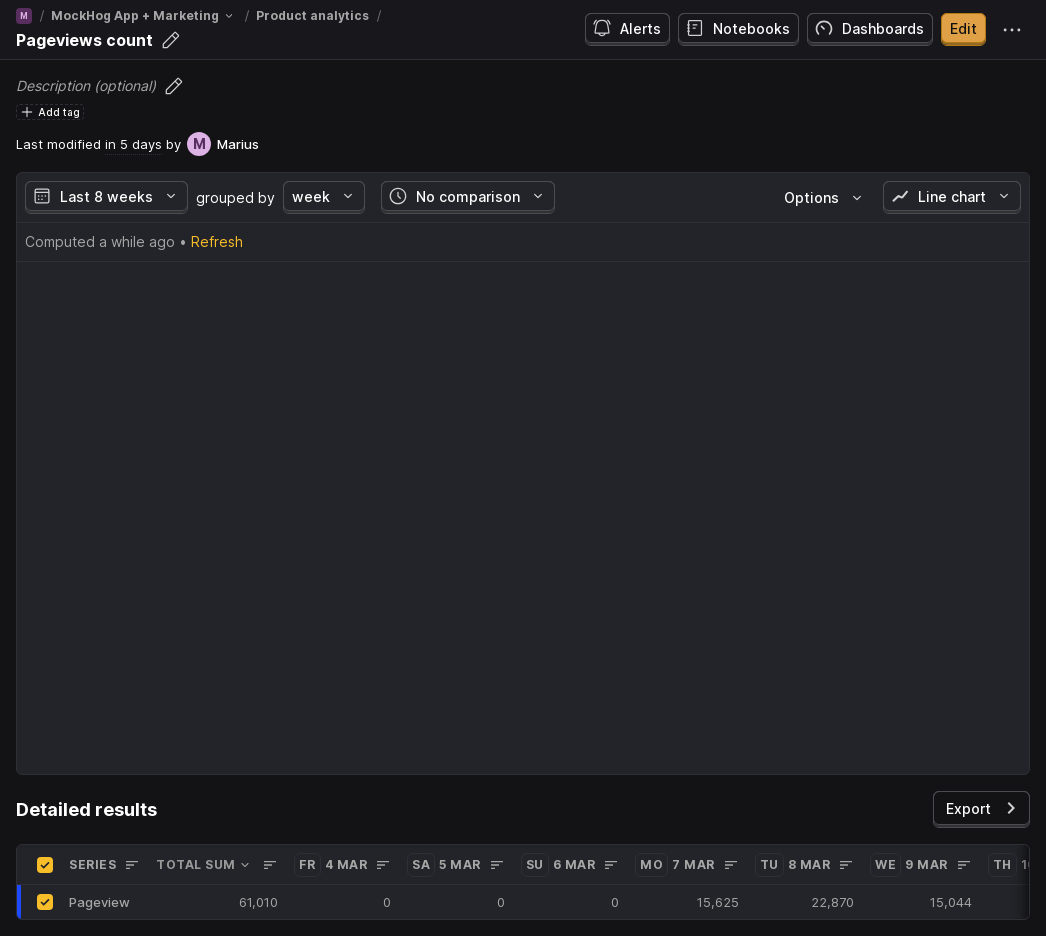 M / MockHog App + Marketing / Product analytics /
Pageviews count
Alerts Notebooks Dashboards Edit
Description (optional)
Add tag
Last modified in 5 days by M Marius
Last 8 weeks grouped by week No comparison Options Line chart
Computed a while ago • Refresh
Detailed results
Export
SERIES TOTAL SUM FR 4 MAR SA 5 MAR SU 6 MAR MO 7 MAR TU 8 MAR WE 9 MAR TH
Pageview 61,010 0 0 0 15,625 22,870 15,044